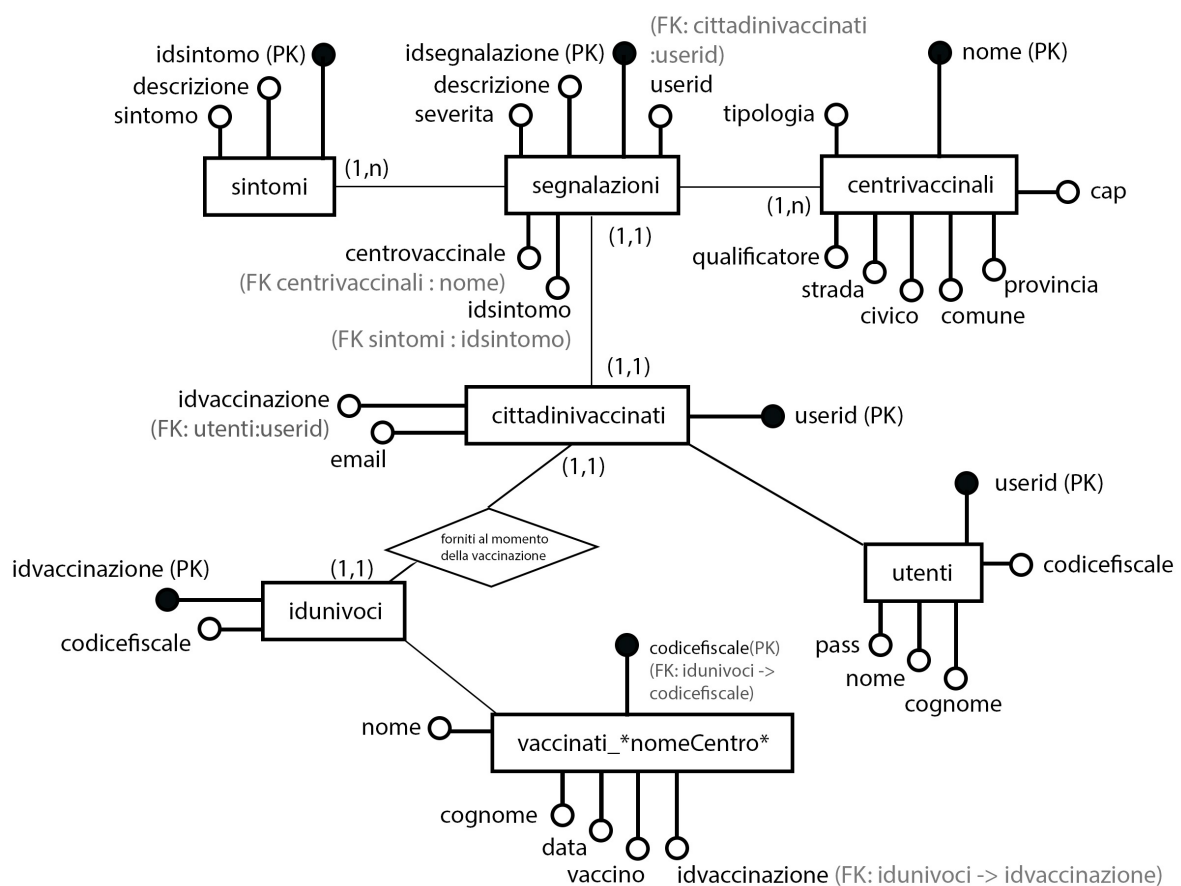 (FK: cittadinivaccinati
:userid)
idsintomo (PK)
idsegnalazione (PK)
nome (PK)
descrizione
descrizione
userid
sintomo
severita
tipologia
sintomi
(1,n)
segnalazioni
centrivaccinali
cap
(1,n)
(1,1)
centrovaccinale
(FK centrivaccinali : nome)
qualificatore
strada
provincia
idsintomo
civico
comune
(FK sintomi : idsintomo)
(1,1)
idvaccinazione
(FK: utenti:userid)
cittadinivaccinati
userid (PK)
email
(1,1)
userid (PK)
forniti al momento
della vaccinazione
idvaccinazione (PK)
(1,1)
utenti
codicefiscale
idunivoci
codicefiscale
pass
codicefiscale(PK)
(FK: idunivoci ->
codicefiscale)
nome
cognome
nome
vaccinati_*nomeCentro*
cognome
data
vaccino
idvaccinazione (FK: idunivoci -> idvaccinazione)